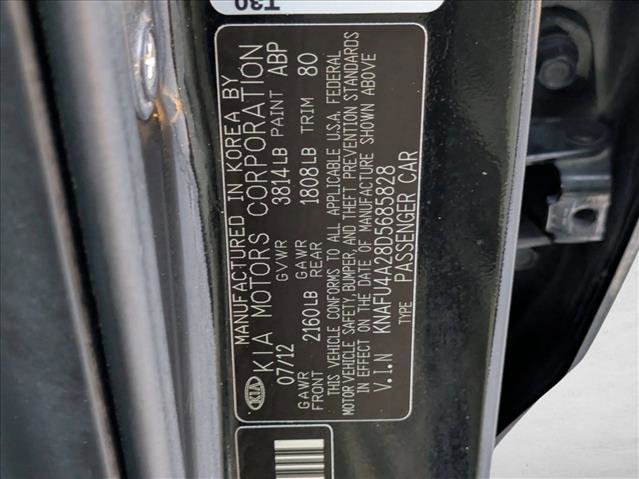 T30
KIA
MANUFACTURED IN KOREA BY
KIA MOTORS CORPORATION
07/12 GVWR 3814LB PAINT ABP
GAWR FRONT 2160LB GAWR REAR 1808LB TRIM 80
THIS VEHICLE CONFORMS TO ALL APPLICABLE U.S.A. FEDERAL
MOTOR VEHICLE SAFETY, BUMPER, AND THEFT PREVENTION STANDARDS
IN EFFECT ON THE DATE OF MANUFACTURE SHOWN ABOVE
V.I.N KNAFU4A28D5685828
TYPE PASSENGER CAR